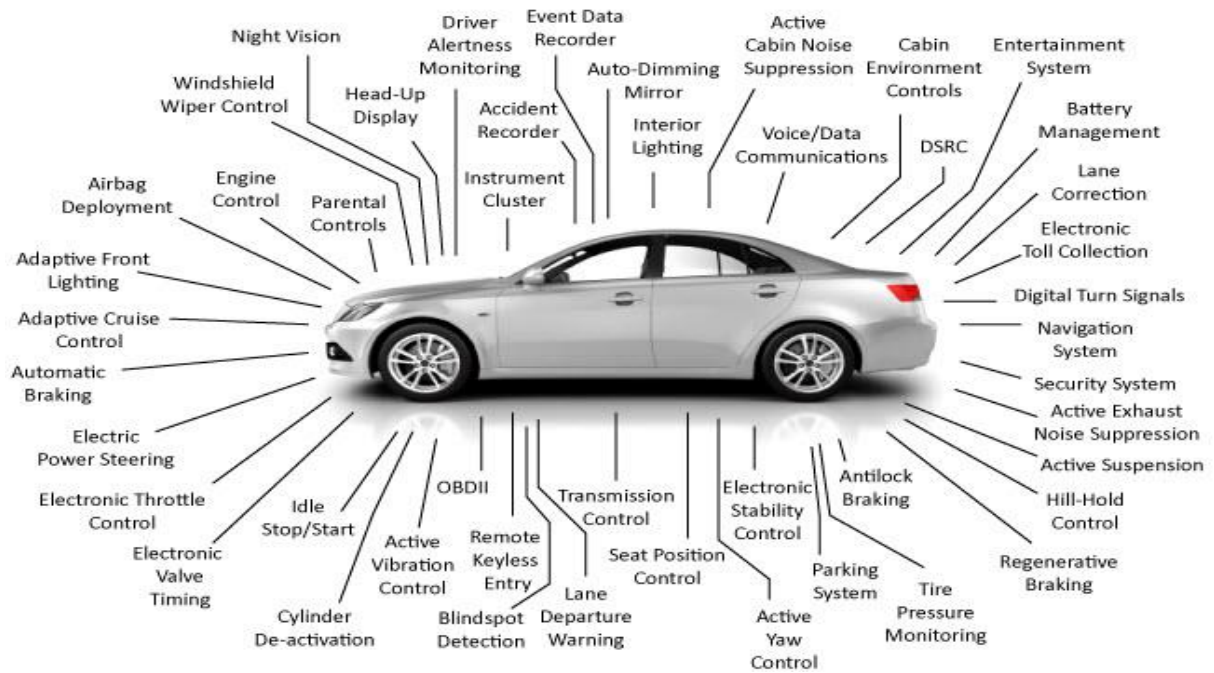 Night Vision
Windshield
Wiper Control
Head-Up
Display
Driver
Alertness
Monitoring
Event Data
Recorder
Accident
Recorder
Auto-Dimming
Mirror
Interior
Lighting
Active
Cabin Noise
Suppression
Voice/Data
Communications
Cabin
Environment
Controls
DSRC
Entertainment
System
Battery
Management
Lane
Correction
Electronic
Toll Collection
Digital Turn Signals
Navigation
System
Security System
Active Exhaust
Noise Suppression
Active Suspension
Hill-Hold
Control
Regenerative
Braking
Airbag
Deployment
Engine
Control
Parental
Controls
Instrument
Cluster
Adaptive Front
Lighting
Adaptive Cruise
Control
Automatic
Braking
Electric
Power Steering
Electronic Throttle
Control
Electronic
Valve
Timing
Idle
Stop/Start
Cylinder
De-activation
Active
Vibration
Control
OBDII
Remote
Keyless
Entry
Blindspot
Detection
Lane
Departure
Warning
Transmission
Control
Seat Position
Control
Electronic
Stability
Control
Active
Yaw
Control
Parking
System
Antilock
Braking
Tire
Pressure
Monitoring